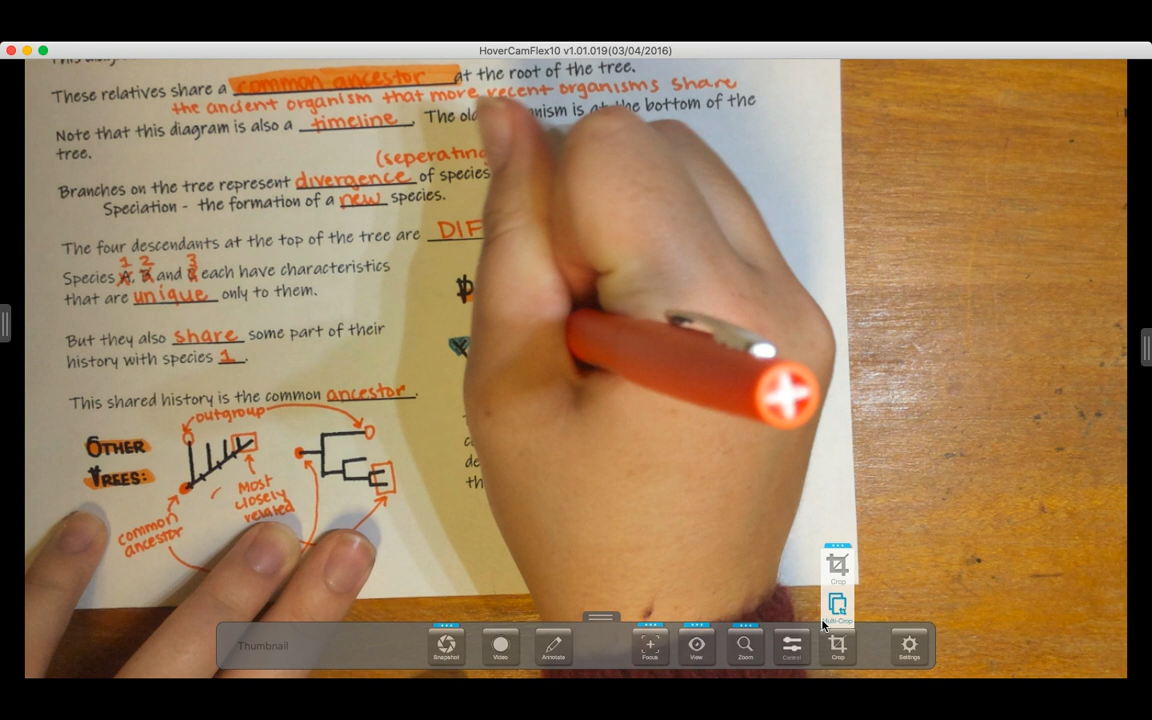 HoverCamFlex10 v1.01.019(03/04/2016)
These relatives share a common ancestor at the root of the tree.
the ancient organism that more recent organisms share
Note that this diagram is also a timeline. The nism is at the bottom of the
tree.
(seperating
Branches on the tree represent divergence of species
Speciation - the formation of a new species.
The four descendants at the top of the tree are DIF
1 2 3
Species and each have characteristics
that are unique only to them.
But they also share some part of their
history with species 1.
This shared history is the common ancestor.
outgroup
OTHER
TREES:
Most
closely
related
common
ancestor
Crop
Multi-Crop
Thumbnail
Snapshot Video Annotate Focus View Zoom Control Crop Settings